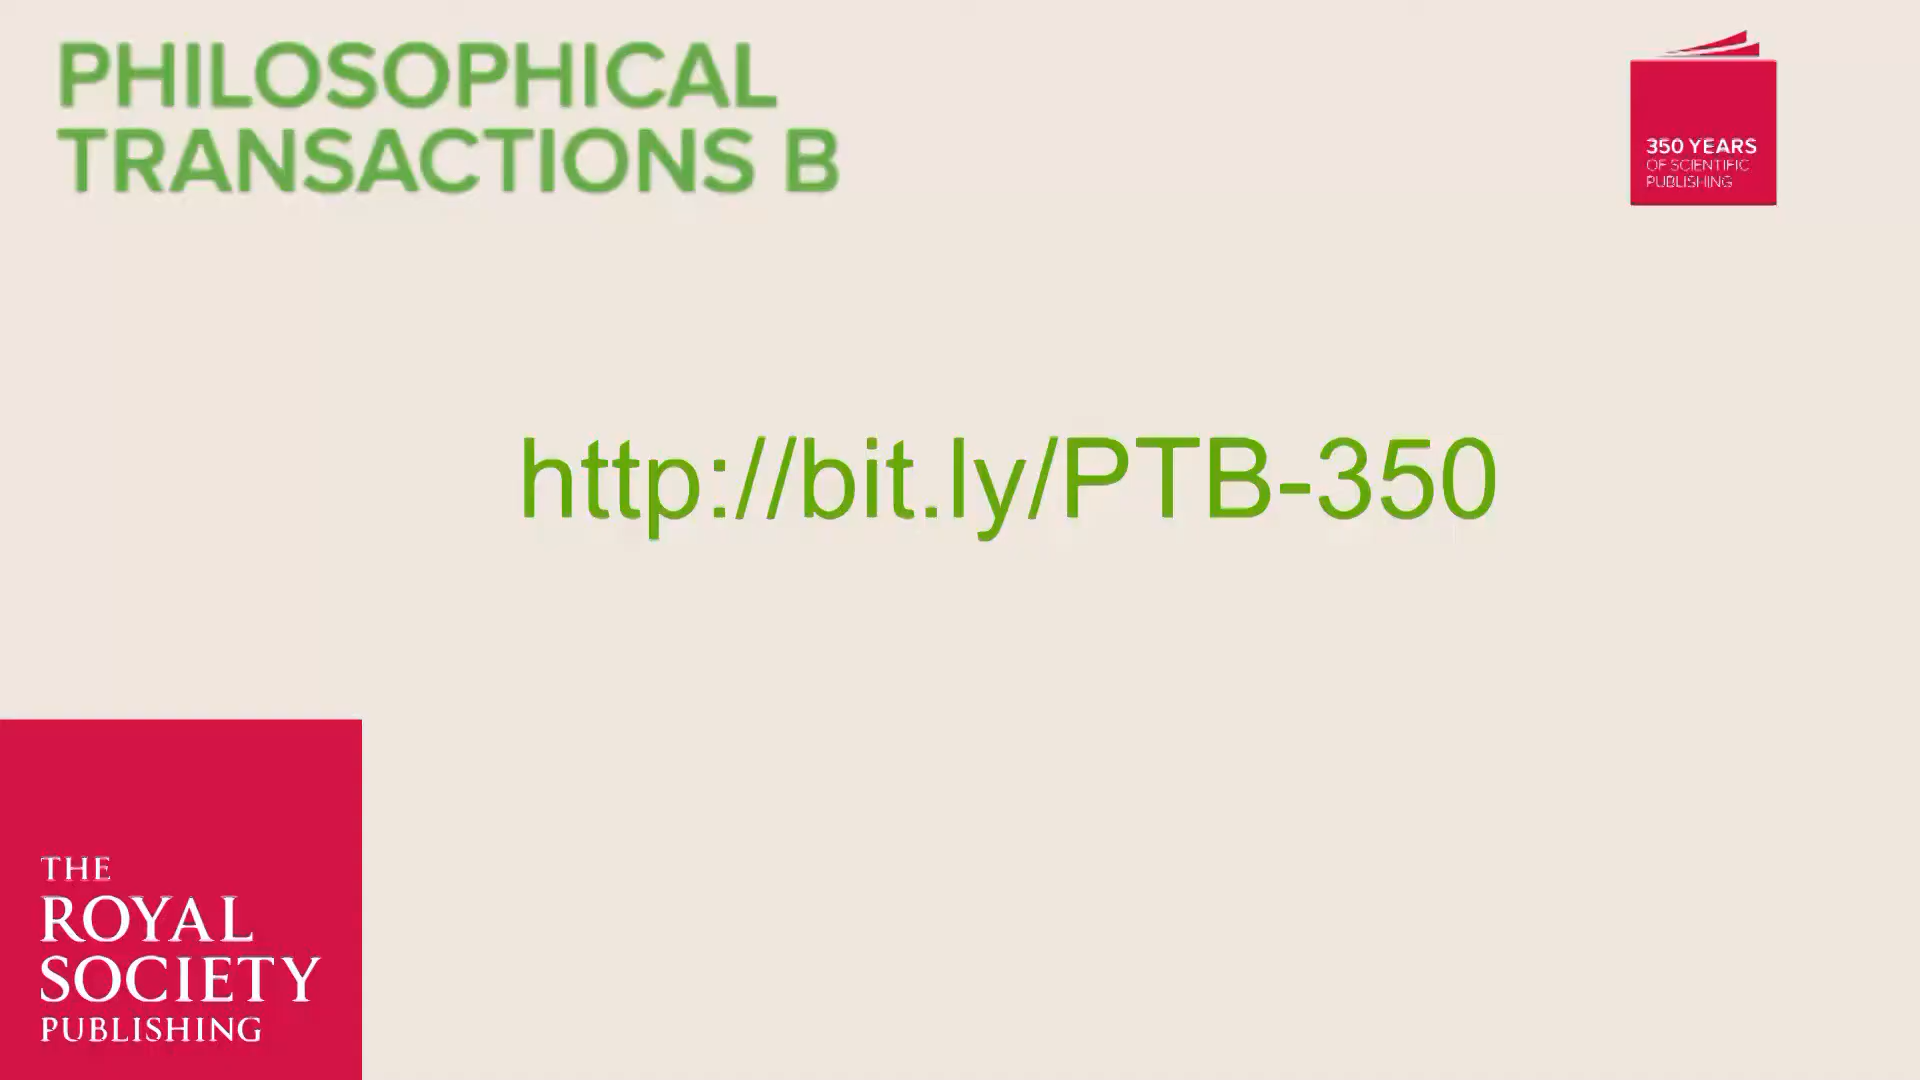 PHILOSOPHICAL
TRANSACTIONS B
350 YEARS
OF SCIENTIFIC
PUBLISHING
http://bit.ly/PTB-350
THE
ROYAL
SOCIETY
PUBLISHING